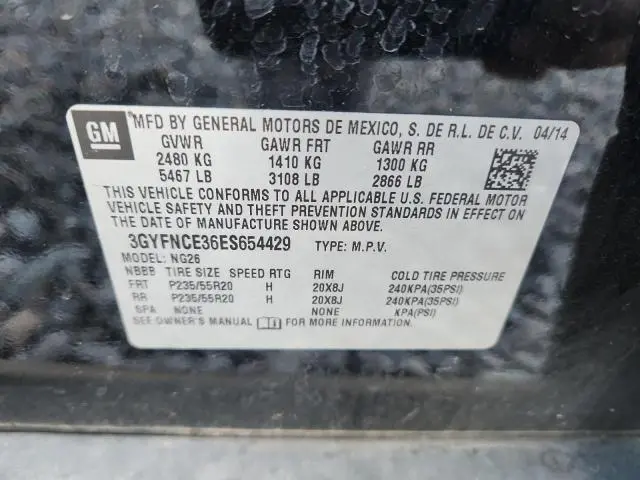 GM
MFD BY GENERAL MOTORS DE MEXICO, S. DE R.L. DE C.V. 04/14
GVWR GAWR FRT GAWR RR
2480 KG 1410 KG 1300 KG
5467 LB 3108 LB 2866 LB
THIS VEHICLE CONFORMS TO ALL APPLICABLE U.S. FEDERAL MOTOR
VEHICLE SAFETY AND THEFT PREVENTION STANDARDS IN EFFECT ON
THE DATE OF MANUFACTURE SHOWN ABOVE.
3GYFNCE36ES654429 TYPE: M.P.V.
MODEL: NG26
NBBB TIRE SIZE SPEED RTG RIM COLD TIRE PRESSURE
FRT P235/55R20 H 20X8J 240KPA(35PSI)
RR P235/55R20 H 20X8J 240KPA(35PSI)
SPA NONE NONE KPA(PSI)
SEE OWNER'S MANUAL FOR MORE INFORMATION